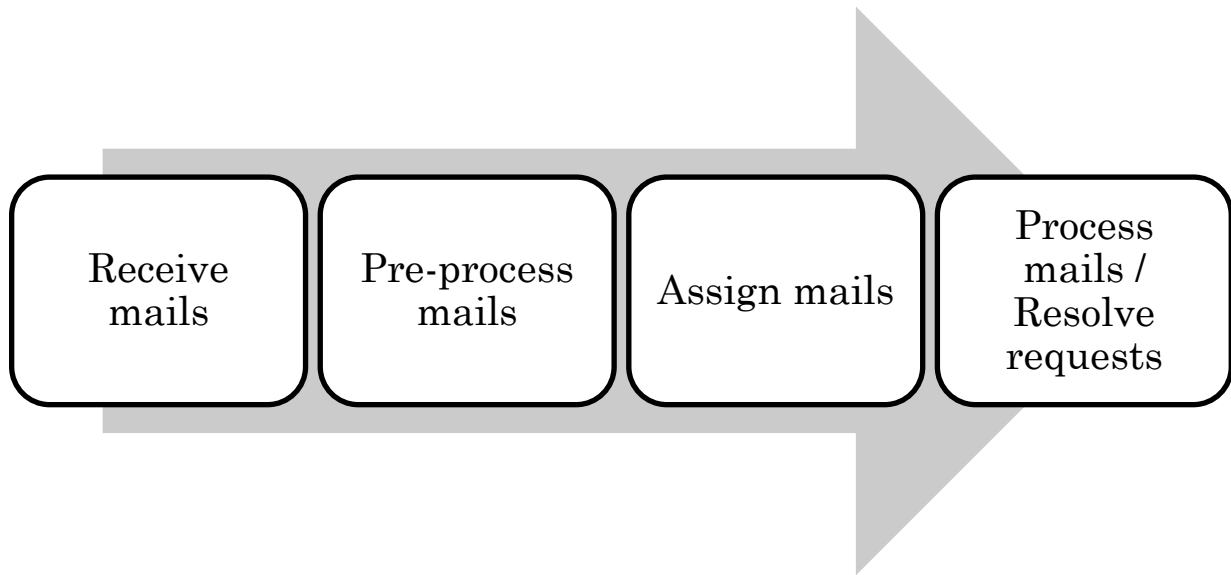 Receive
mails
Pre-process
mails
Assign mails
Process
mails /
Resolve
requests